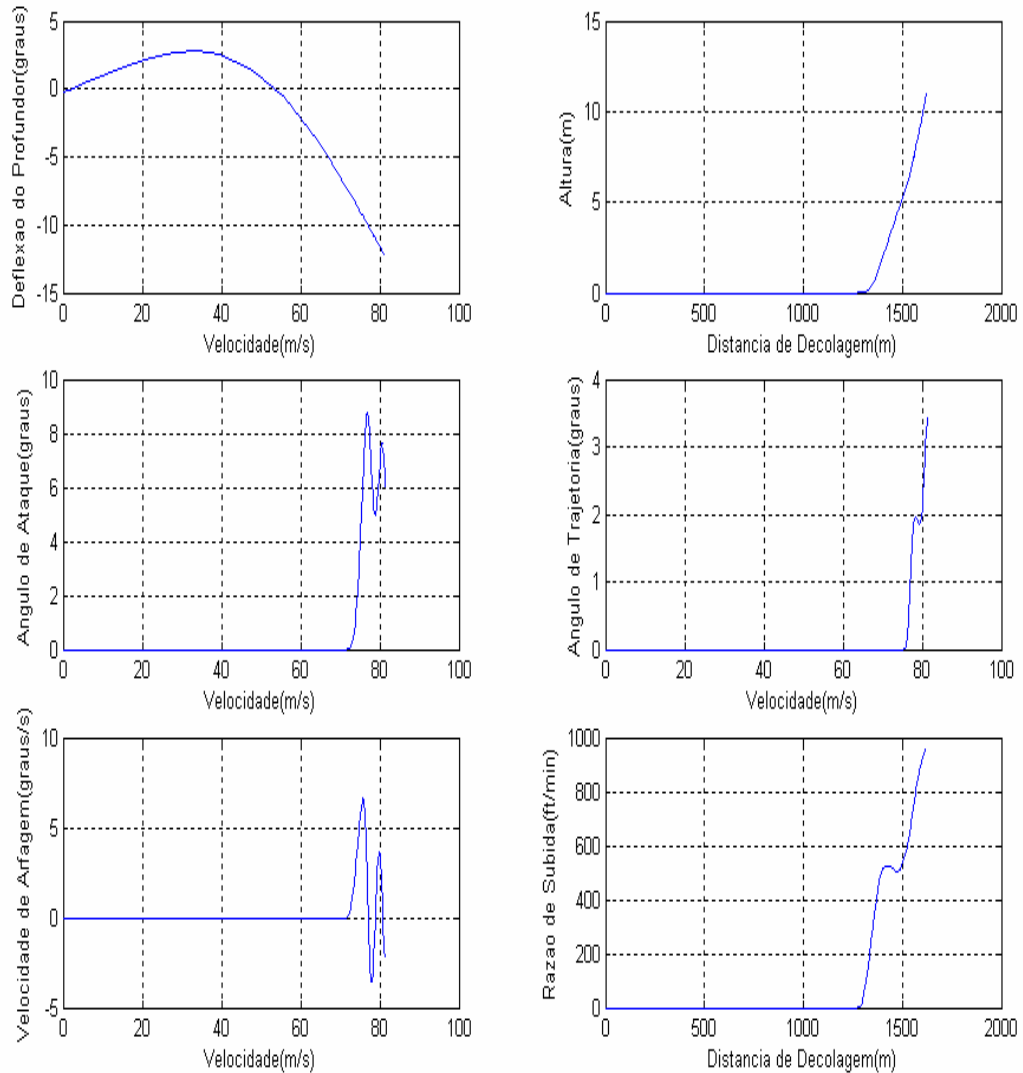 Deflexao do Profundor(graus)
5
0
-5
-10
-15
0 20 40 60 80 100
Velocidade(m/s)
Altura(m)
15
10
5
0
0 500 1000 1500 2000
Distancia de Decolagem(m)
Angulo de Ataque(graus)
10
8
6
4
2
0
0 20 40 60 80 100
Velocidade(m/s)
Angulo de Trajetoria(graus)
4
3
2
1
0
0 20 40 60 80 100
Velocidade(m/s)
Velocidade de Arfagem(graus/s)
10
5
0
-5
0 20 40 60 80 100
Velocidade(m/s)
Razao de Subida(ft/min)
1000
800
600
400
200
0
0 500 1000 1500 2000
Distancia de Decolagem(m)